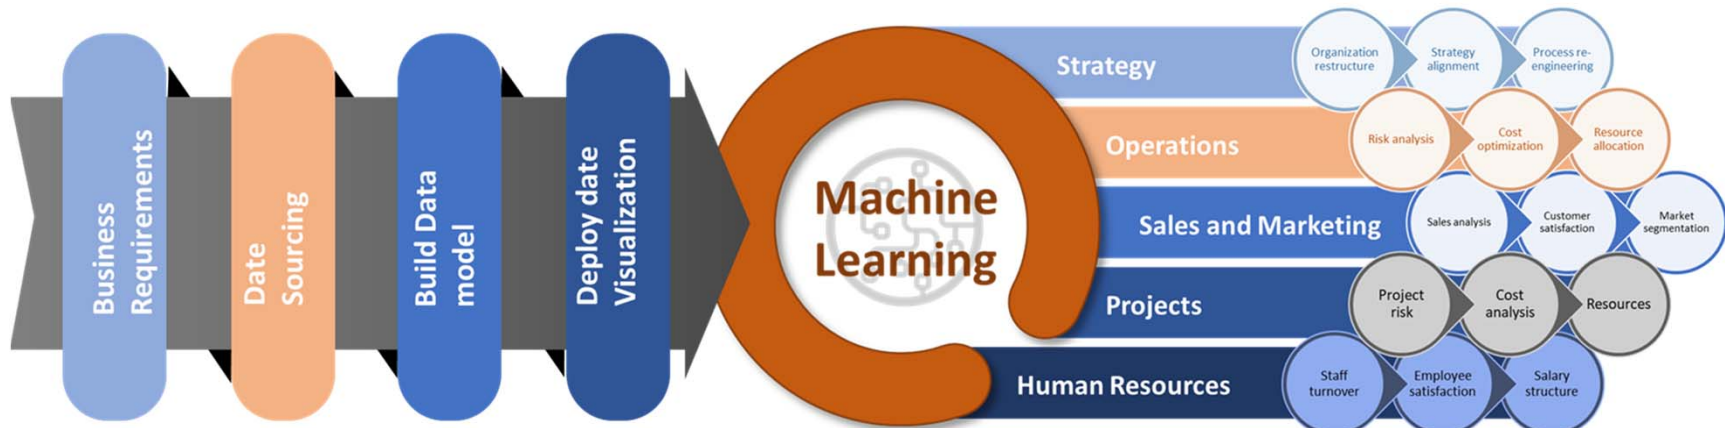 Business
Requirements
Date
Sourcing
Build Data
model
Deploy date
Visualization
Machine
Learning
Strategy
Organization
restructure
Strategy
alignment
Process re-
engineering
Operations
Risk analysis
Cost
optimization
Resource
allocation
Sales and Marketing
Sales analysis
Customer
satisfaction
Market
segmentation
Projects
Project
risk
Cost
analysis
Resources
Human Resources
Staff
turnover
Employee
satisfaction
Salary
structure